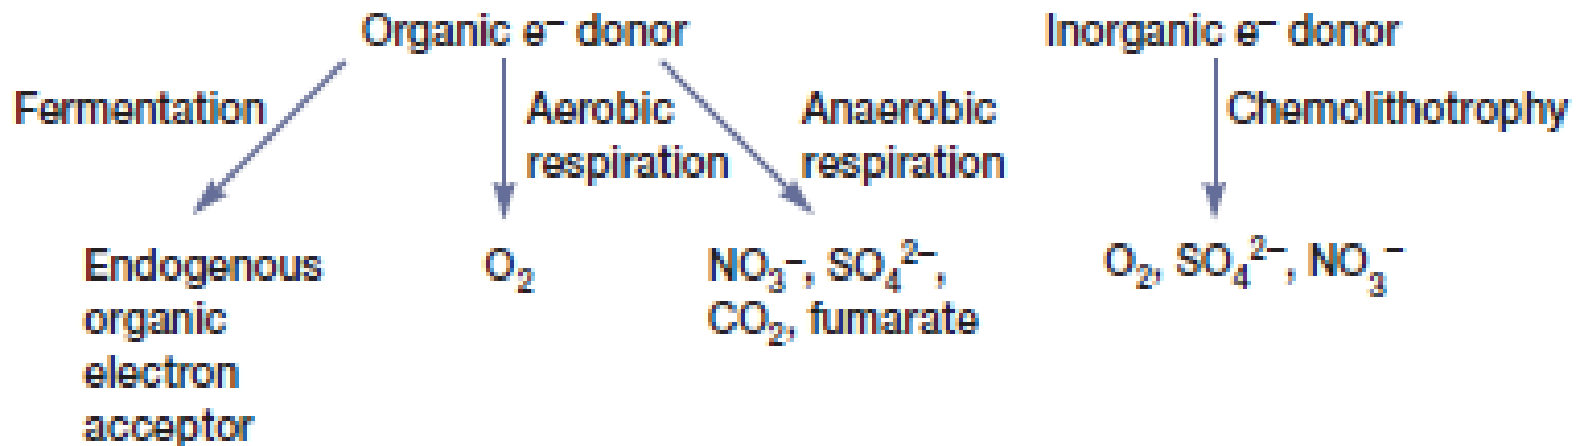 Organic e⁻ donor
Inorganic e⁻ donor
Fermentation
Aerobic
respiration
Anaerobic
respiration
Chemolithotrophy
Endogenous
organic
electron
acceptor
O₂
NO₃⁻, SO₄²⁻,
CO₂, fumarate
O₂, SO₄²⁻, NO₃⁻